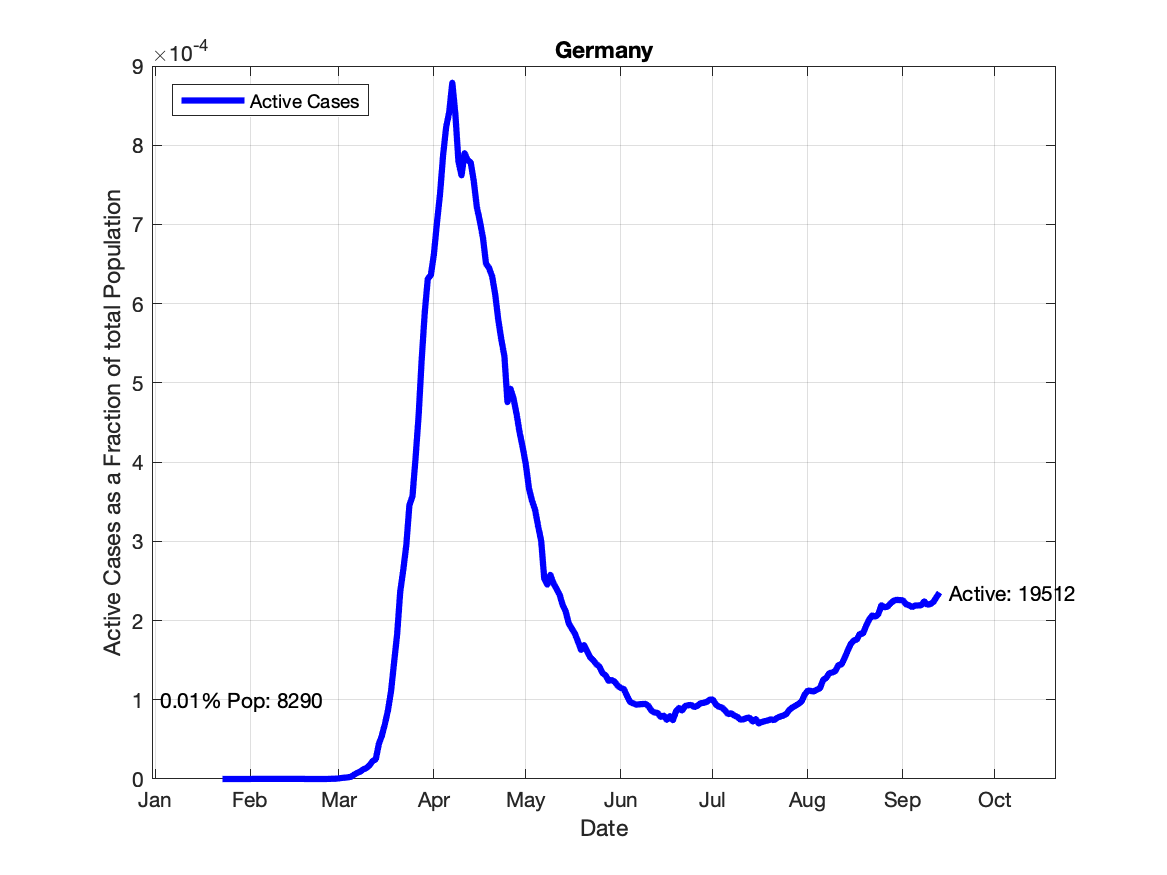 Germany
×10-4
Active Cases
9
8
7
6
5
4
3
2
1
0
Active Cases as a Fraction of total Population
Active: 19512
0.01% Pop: 8290
Jan Feb Mar Apr May Jun Jul Aug Sep Oct
Date